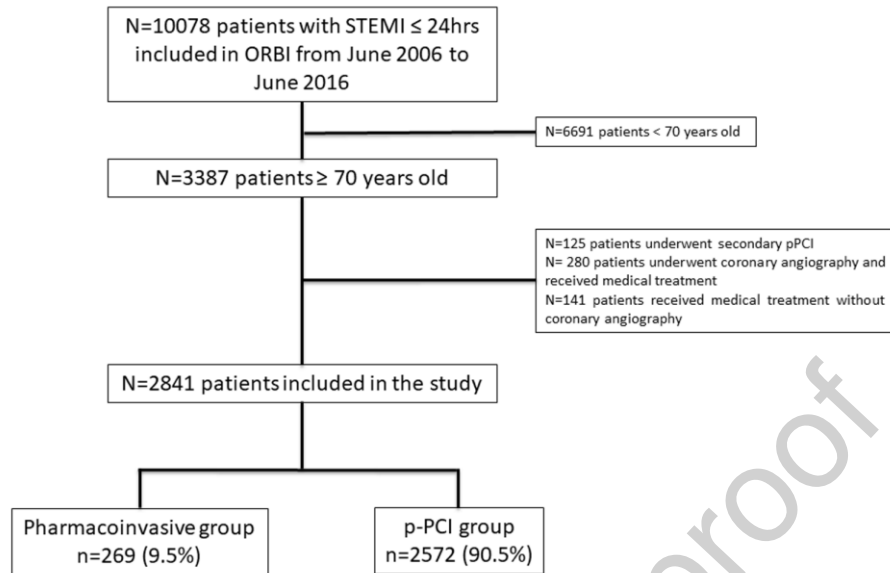 N=10078 patients with STEMI ≤ 24hrs
included in ORBI from June 2006 to
June 2016
N=6691 patients < 70 years old
N=3387 patients ≥ 70 years old
N=125 patients underwent secondary pPCI
N= 280 patients underwent coronary angiography and
received medical treatment
N=141 patients received medical treatment without
coronary angiography
N=2841 patients included in the study
Pharmacoinvasive group
n=269 (9.5%)
p-PCI group
n=2572 (90.5%)
proof